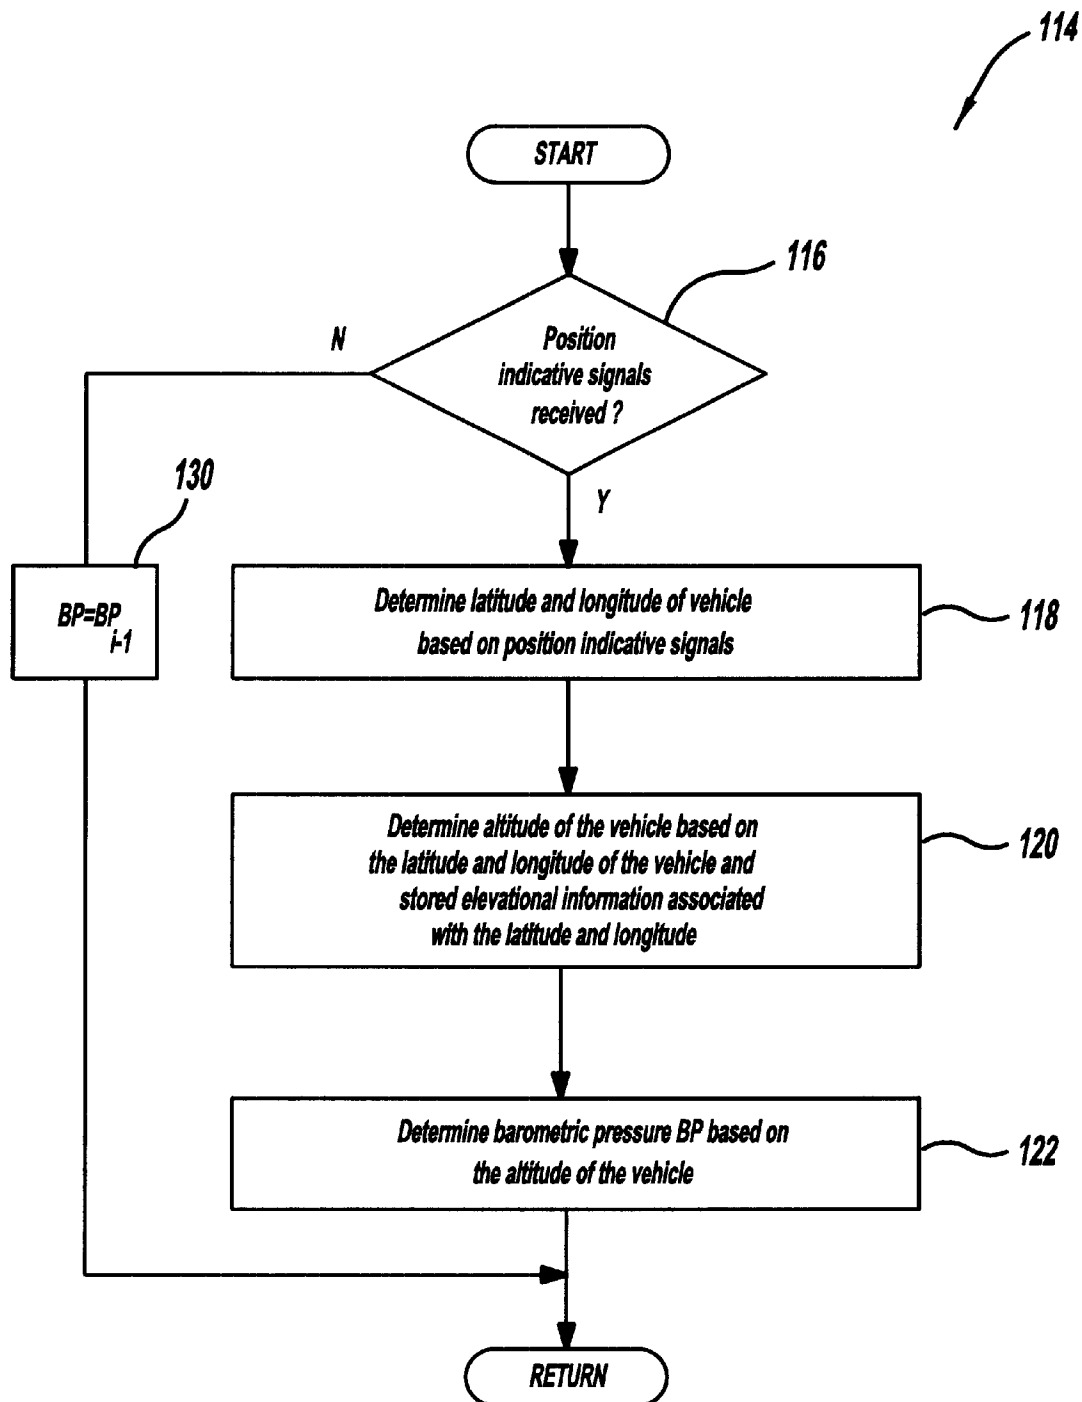 114
START
116
Position
indicative signals
received ?
N
Y
130
BP=BP
i-1
Determine latitude and longitude of vehicle
based on position indicative signals
118
Determine altitude of the vehicle based on
the latitude and longitude of the vehicle and
stored elevational information associated
with the latitude and longitude
120
Determine barometric pressure BP based on
the altitude of the vehicle
122
RETURN